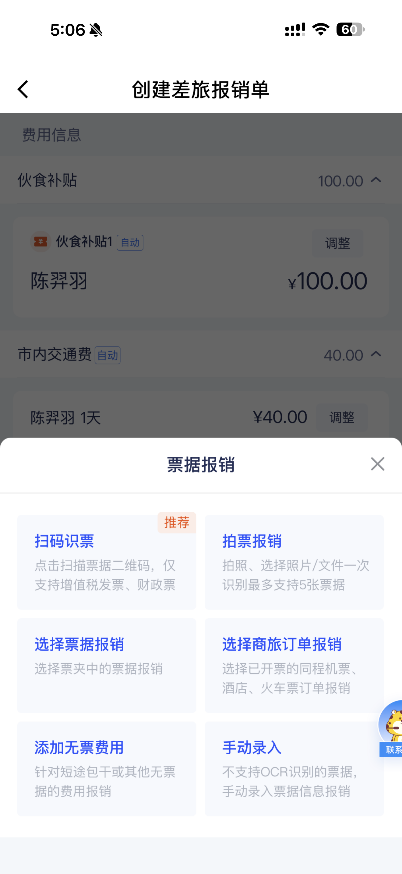 5:06
60
创建差旅报销单
费用信息
伙食补贴 100.00
伙食补贴1 自动 调整
陈羿羽 ¥100.00
市内交通费 自动 40.00
陈羿羽 1天 ¥40.00 调整
票据报销
推荐
扫码识票
点击扫描票据二维码，仅
支持增值税发票、财政票
拍票报销
拍照、选择照片/文件一次
识别最多支持5张票据
选择票据报销
选择票夹中的票据报销
选择商旅订单报销
选择已开票的同程机票、
酒店、火车票订单报销
添加无票费用
针对短途包干或其他无票
据的费用报销
手动录入
不支持OCR识别的票据，
手动录入票据信息报销
联系